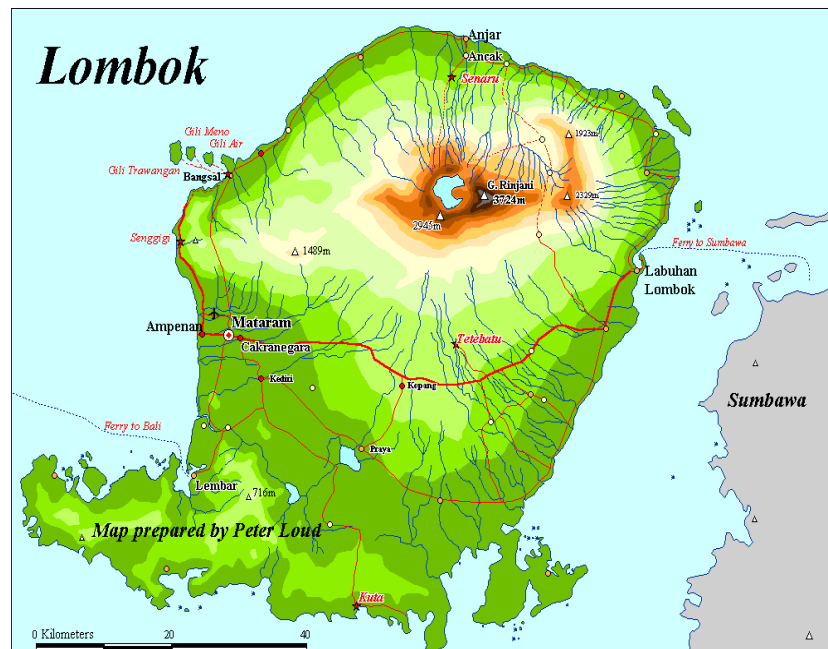 Lombok
Anjar
Ancak
Senaru
1923m
Gili Meno
Gili Air
Gili Trawangan
Bangsal
G. Rinjani
3724m
2329m
2945m
Senggigi
1489m
Ferry to Sumbawa
Labuhan
Lombok
Ampenan
Mataram
Cakranegara
Tetebatu
Kediri
Kopang
Sumbawa
Ferry to Bali
Praya
Lembar
716m
Map prepared by Peter Loud
Kuta
0 Kilometers
20
40